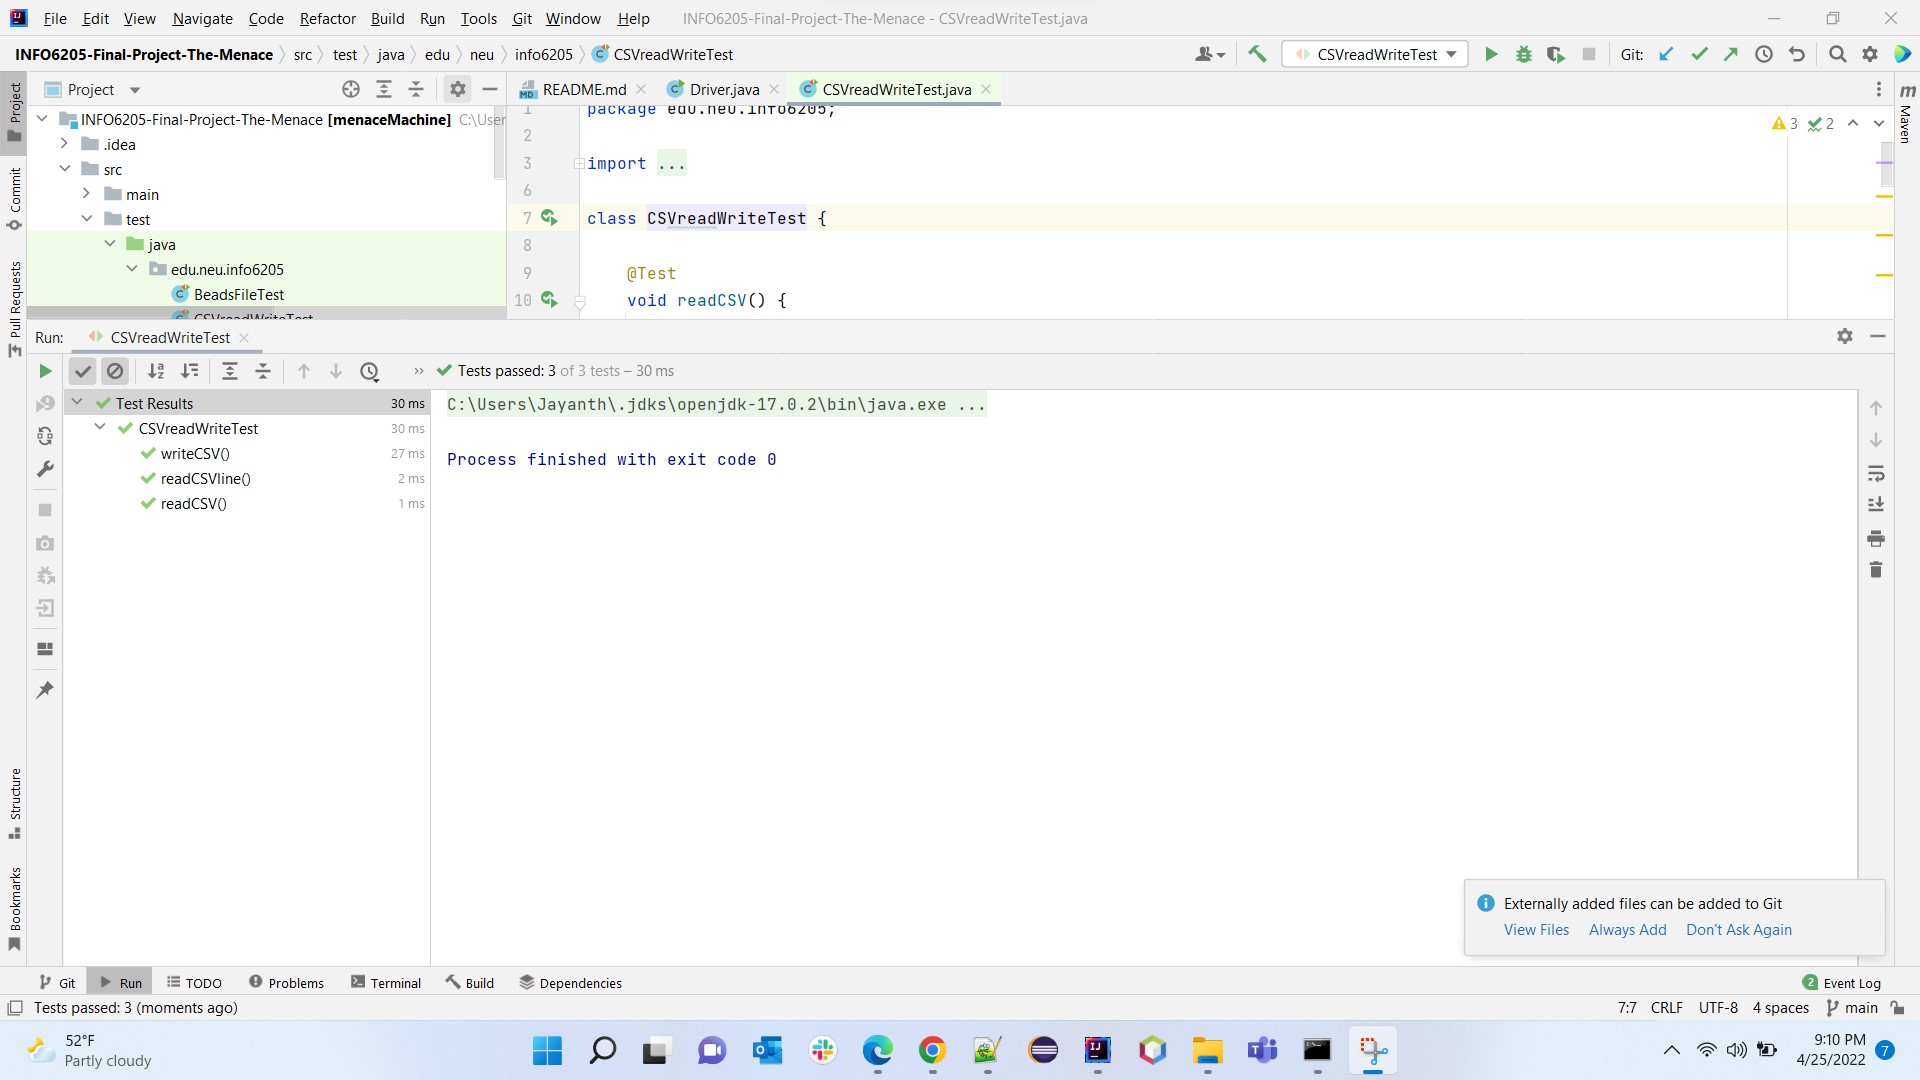 File Edit View Navigate Code Refactor Build Run Tools Git Window Help INFO6205-Final-Project-The-Menace - CSVreadWriteTest.java
INFO6205-Final-Project-The-Menace src test java edu neu info6205 CSVreadWriteTest CSVreadWriteTest Git:
Project README.md Driver.java CSVreadWriteTest.java
Project
Commit
Pull Requests
Structure
Bookmarks
INFO6205-Final-Project-The-Menace [menaceMachine] C:\User
.idea
src
main
test
java
edu.neu.info6205
BeadsFileTest
CSVreadWriteTest
1 package edu.neu.info6205;
2
3 import ...
6
7 class CSVreadWriteTest {
8
9 @Test
10 void readCSV() {
3 2
m
Maven
Run: CSVreadWriteTest
Tests passed: 3 of 3 tests – 30 ms
Test Results 30 ms
CSVreadWriteTest 30 ms
writeCSV() 27 ms
readCSVline() 2 ms
readCSV() 1 ms
C:\Users\Jayanth\.jdks\openjdk-17.0.2\bin\java.exe ...
Process finished with exit code 0
Externally added files can be added to Git
View Files Always Add Don't Ask Again
Git Run TODO Problems Terminal Build Dependencies 2 Event Log
Tests passed: 3 (moments ago) 7:7 CRLF UTF-8 4 spaces main
52°F
Partly cloudy
9:10 PM
4/25/2022 7